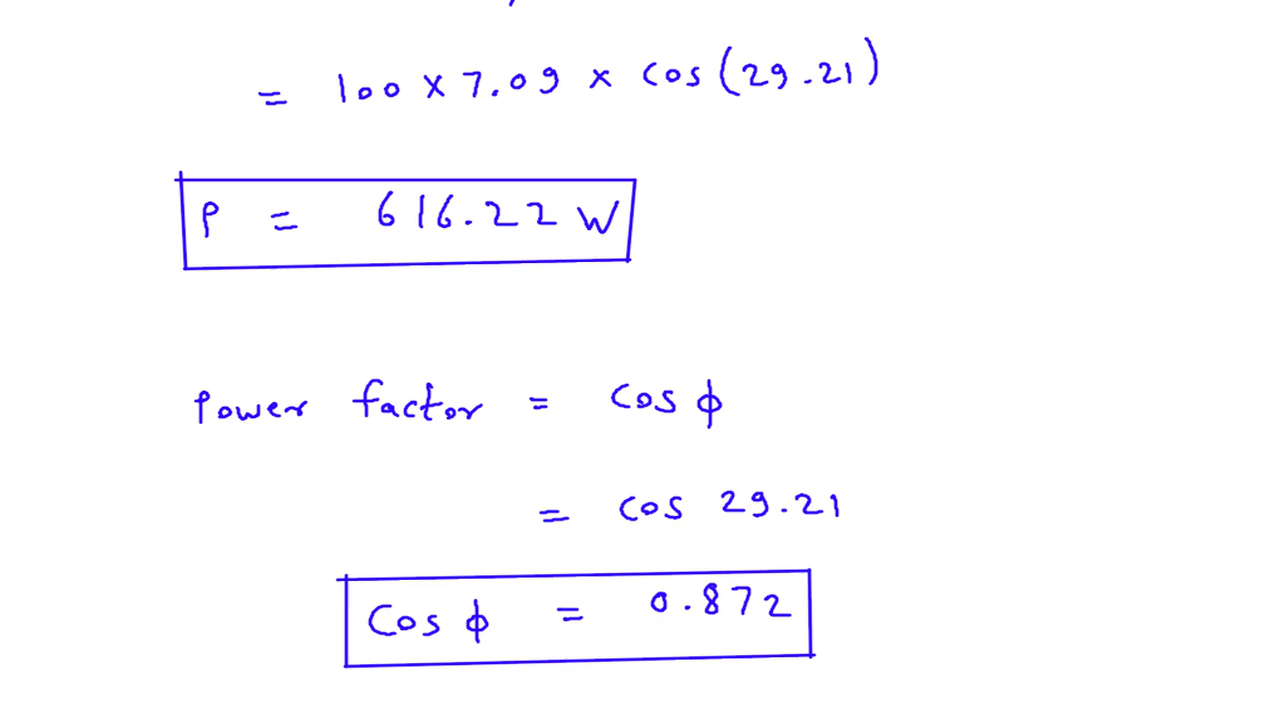 = 100 × 7.09 × cos (29.21)
P = 616.22 W
Power factor = Cos ϕ
= cos 29.21
Cos ϕ = 0.872